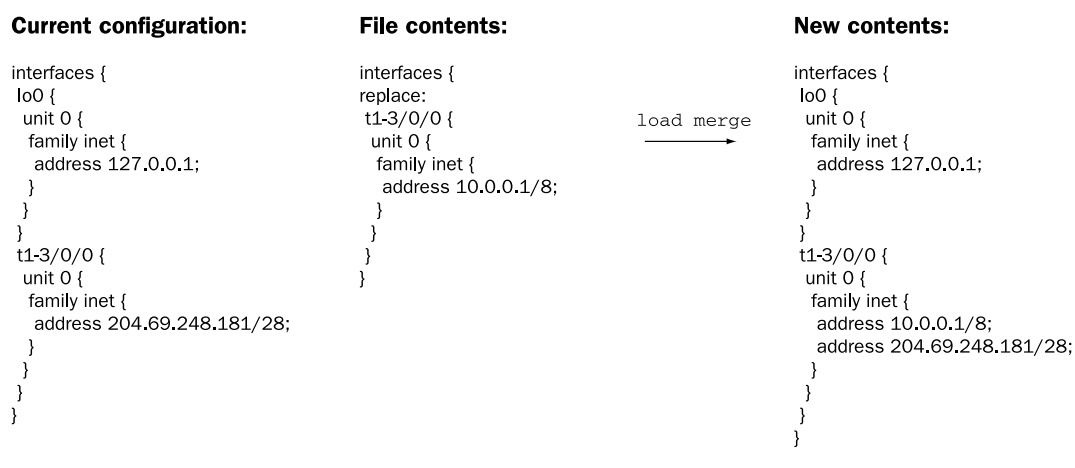 Current configuration:
interfaces {
lo0 {
unit 0 {
family inet {
address 127.0.0.1;
}
}
}
t1-3/0/0 {
unit 0 {
family inet {
address 204.69.248.181/28;
}
}
}
}
File contents:
interfaces {
replace:
t1-3/0/0 {
unit 0 {
family inet {
address 10.0.0.1/8;
}
}
}
}
load merge
New contents:
interfaces {
lo0 {
unit 0 {
family inet {
address 127.0.0.1;
}
}
}
t1-3/0/0 {
unit 0 {
family inet {
address 10.0.0.1/8;
address 204.69.248.181/28;
}
}
}
}